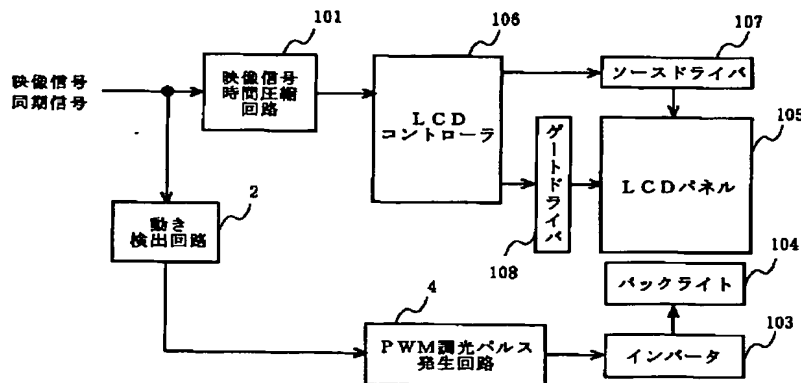 101
映像信号
時間圧縮
回路
映像信号
同期信号
106
LCD
コントローラ
107
ソースドライバ
105
LCDパネル
ゲートドライバ
108
動き
検出回路
2
104
バックライト
4
PWM調光パルス
発生回路
103
インバータ